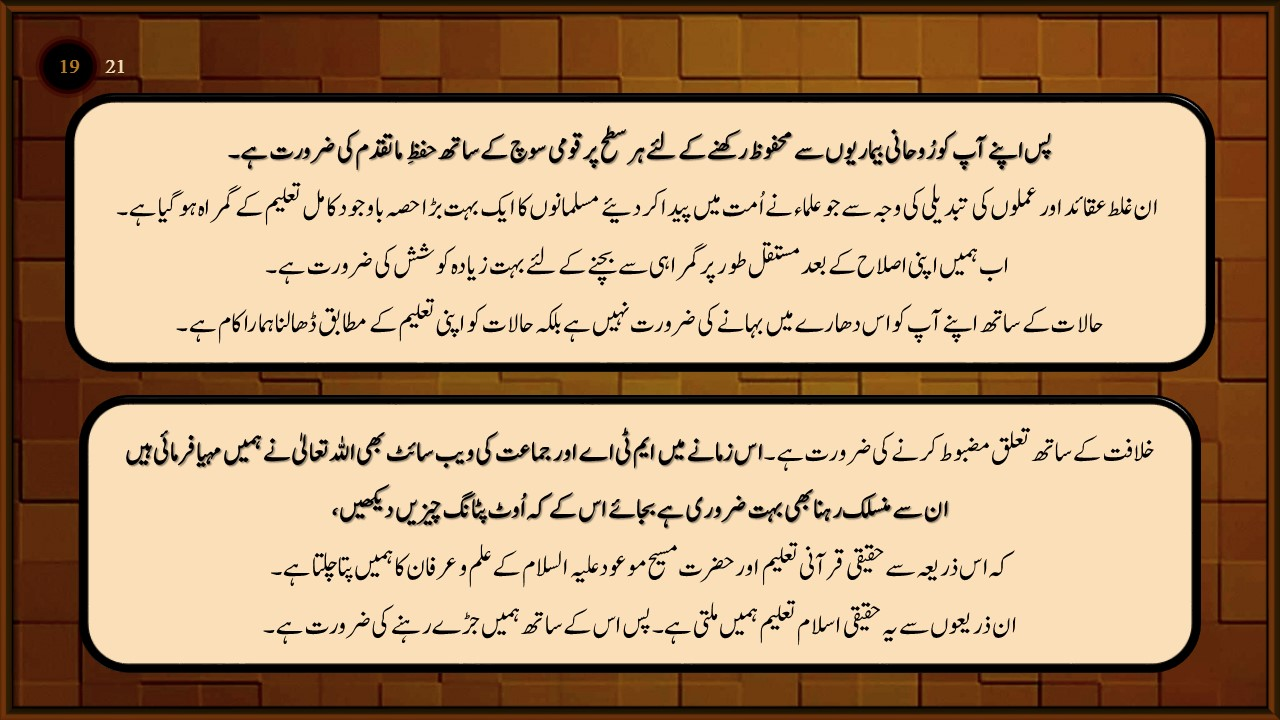 19 21
پس اپنے آپ کو رُوحانی بیماریوں سے محفوظ رکھنے کے لئے ہر سطح پر قومی سوچ کے ساتھ حفظِ ماتقدم کی ضرورت ہے۔
ان غلط عقائد اور عملوں کی تبدیلی کی وجہ سے جو علماء نے اُمت میں پیدا کر دیئے مسلمانوں کا ایک بہت بڑا حصہ باوجود کامل تعلیم کے گمراہ ہو گیا ہے۔
اب ہمیں اپنی اصلاح کے بعد مستقل طور پر گمراہی سے بچنے کے لئے بہت زیادہ کوشش کی ضرورت ہے۔
حالات کے ساتھ اپنے آپ کو اس دھارے میں بہانے کی ضرورت نہیں ہے بلکہ حالات کو اپنی تعلیم کے مطابق ڈھالنا ہمارا کام ہے۔
خلافت کے ساتھ تعلق مضبوط کرنے کی ضرورت ہے۔ اس زمانے میں ایم ٹی اے اور جماعت کی ویب سائٹ بھی اللہ تعالیٰ نے ہمیں مہیا فرمائی ہیں
ان سے منسلک رہنا بھی بہت ضروری ہے بجائے اس کے کہ اُوٹ پٹانگ چیزیں دیکھیں،
کہ اس ذریعہ سے حقیقی قرآنی تعلیم اور حضرت مسیح موعود علیہ السلام کے علم و عرفان کا ہمیں پتا چلتا ہے۔
ان ذریعوں سے یہ حقیقی اسلام تعلیم ہمیں ملتی ہے۔ پس اس کے ساتھ ہمیں جڑے رہنے کی ضرورت ہے۔